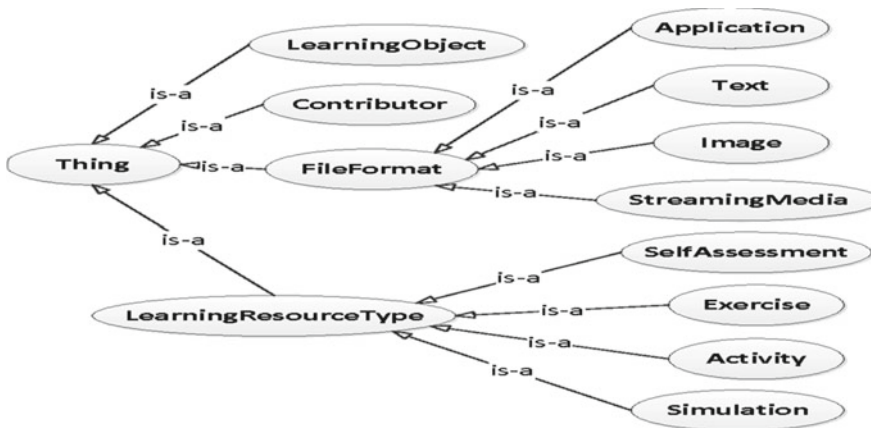 Application
LearningObject
is-a
is-a
Text
Contributor
is-a
is-a
Image
is-a
Thing
is-a
FileFormat
is-a
StreamingMedia
is-a
SelfAssessment
is-a
Exercise
is-a
LearningResourceType
is-a
Activity
is-a
Simulation